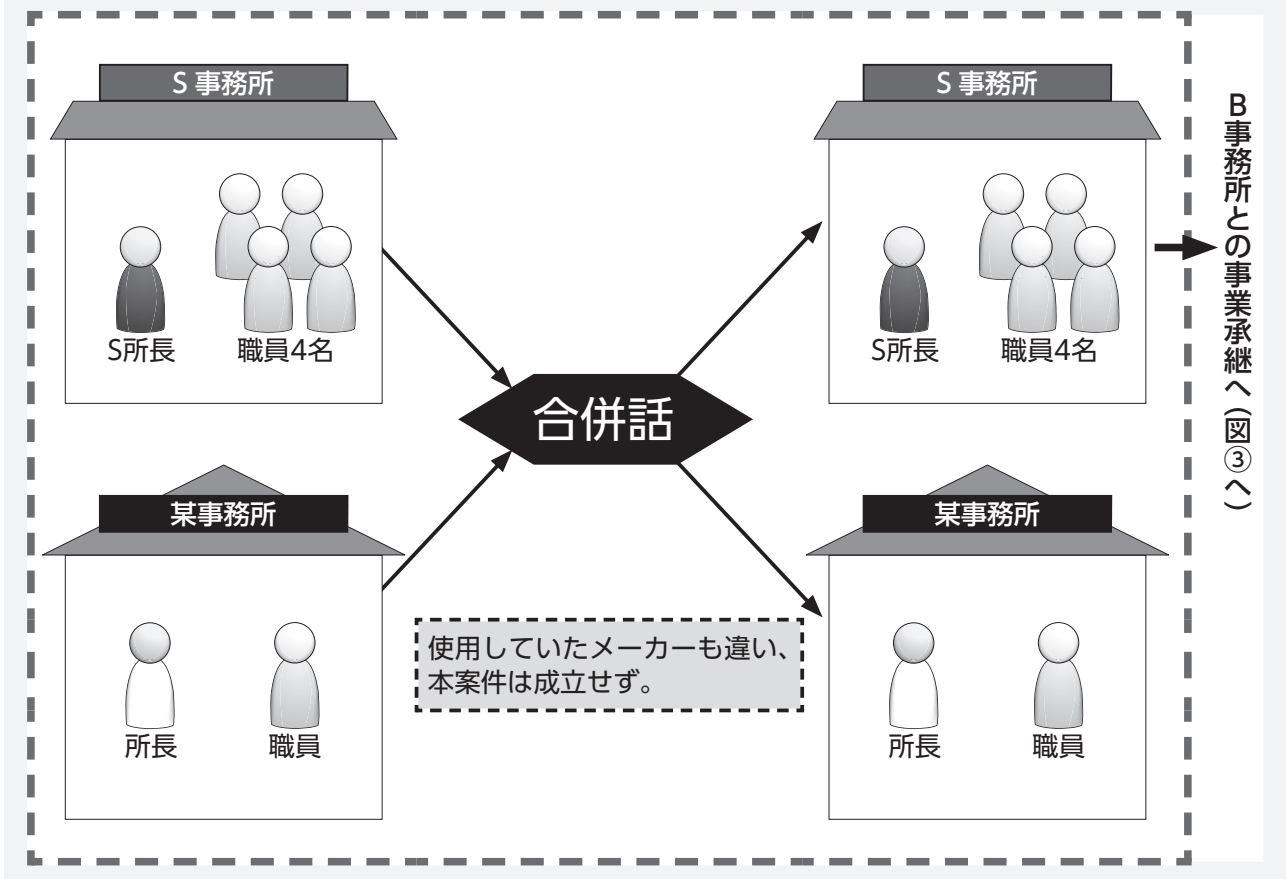 S 事務所
S所長
職員4名
某事務所
所長
職員
合併話
使用していたメーカーも違い、
本案件は成立せず。
S 事務所
S所長
職員4名
某事務所
所長
職員
B事務所との事業承継へ（図③へ）